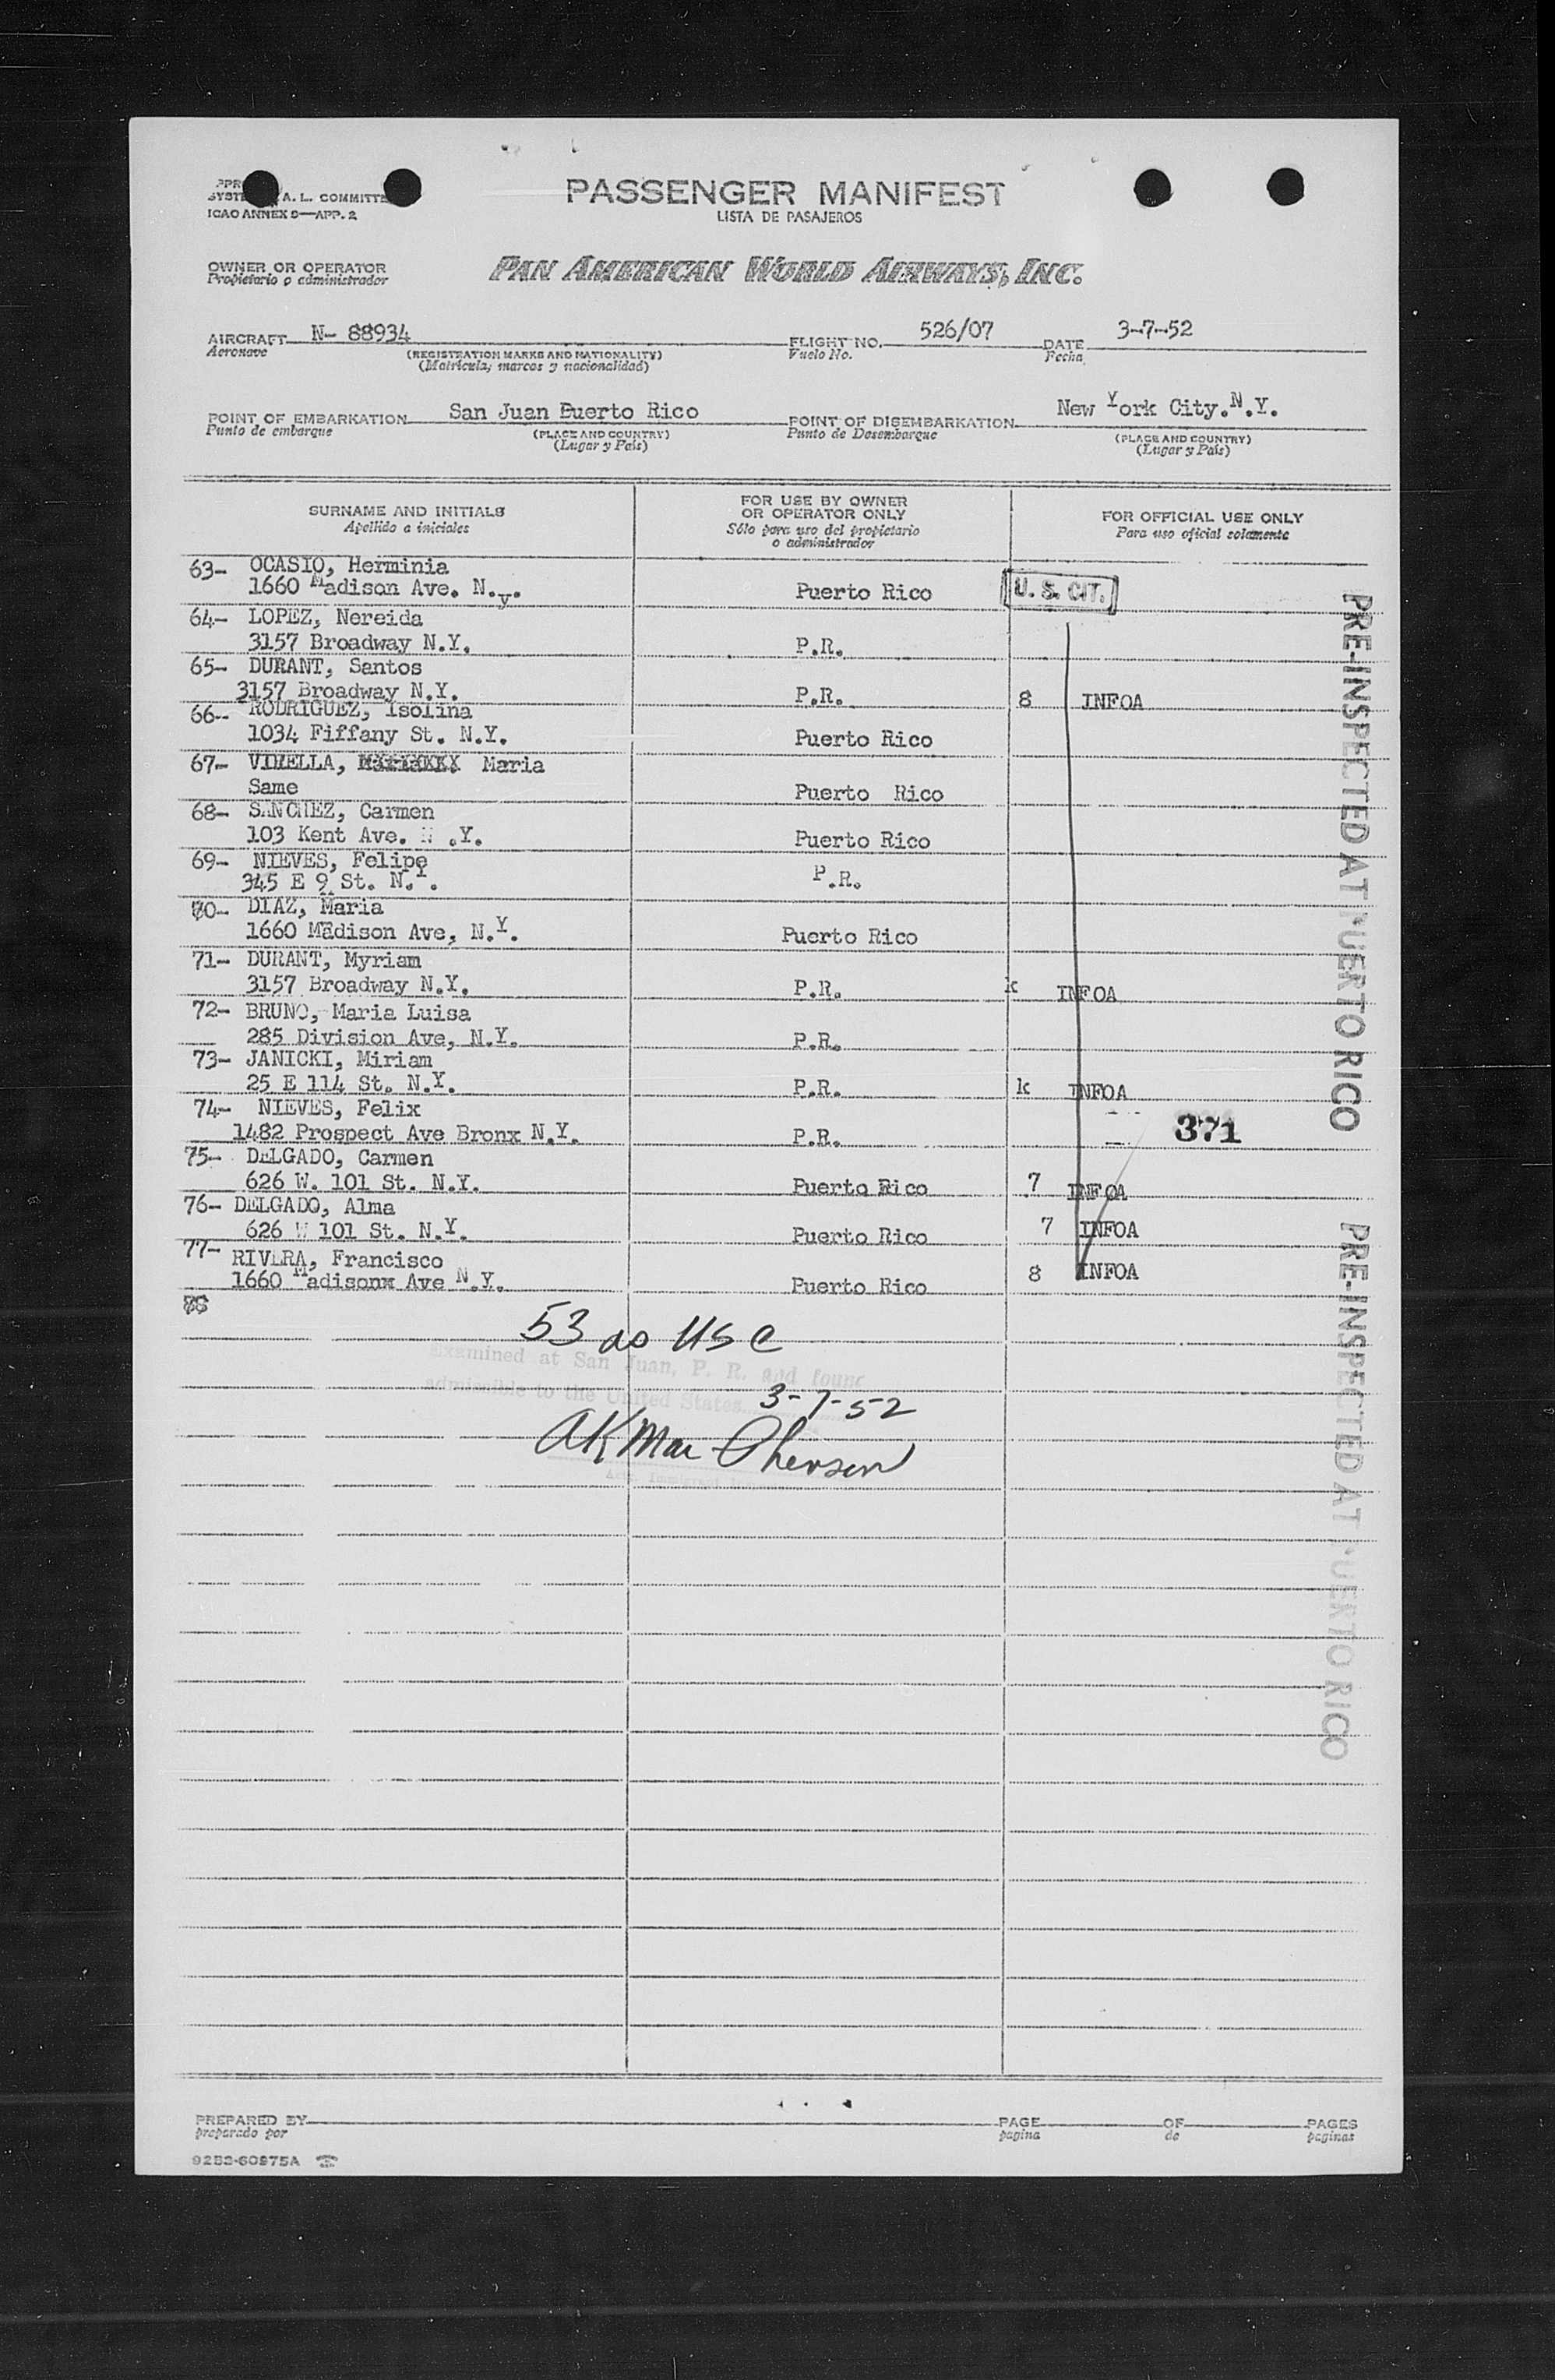 PASSENGER MANIFEST
LISTA DE PASAJEROS
A. L. COMMITTE
ICAO ANNEX 9—APP. 2
OWNER OR OPERATOR
Propietario o administrador
PAN AMERICAN WORLD AIRWAYS, INC.
AIRCRAFT N- 88934 FLIGHT NO. 526/07 DATE 3-7-52
Aeronave (REGISTRATION MARKS AND NATIONALITY) Vuelo No. Fecha
(Matricula, marcas y nacionalidad)
POINT OF EMBARKATION San Juan Puerto Rico POINT OF DISEMBARKATION New York City.N.Y.
Punto de embarque (PLACE AND COUNTRY) Punto de Desembarque (PLACE AND COUNTRY)
(Lugar y País) (Lugar y País)
SURNAME AND INITIALS FOR USE BY OWNER OR OPERATOR ONLY FOR OFFICIAL USE ONLY
Apellido a iniciales Sólo para uso del propietario o administrador Para uso oficial solamente
63- OCASIO, Herminia
1660 Madison Ave. N.y. Puerto Rico U. S. CIT.
64- LOPEZ, Nereida
3157 Broadway N.Y. P.R.
65- DURANT, Santos
3157 Broadway N.Y. P.R. 8 INFOA
66- RODRIGUEZ, Isolina
1034 Fiffany St. N.Y. Puerto Rico
67- Maria
Same Puerto Rico
68- SANCHEZ, Carmen
103 Kent Ave. N.Y. Puerto Rico
69- NIEVES, Felipe
345 E 9 St. N.Y. P.R.
70- DIAZ, Maria
1660 Madison Ave, N.Y. Puerto Rico
71- DURANT, Myriam
3157 Broadway N.Y. P.R. k INFOA
72- BRUNO, Maria Luisa
285 Division Ave, N.Y. P.R.
73- JANICKI, Miriam
25 E 114 St. N.Y. P.R. k INFOA
74- NIEVES, Felix
1482 Prospect Ave Bronx N.Y. P.R. 371
75- DELGADO, Carmen
626 W. 101 St. N.Y. Puerto Rico 7 INFOA
76- DELGADO, Alma
626 W 101 St. N.Y. Puerto Rico 7 INFOA
77- RIVERA, Francisco
1660 Madisonx Ave N.Y. Puerto Rico 8 INFOA
53 as USC
Examined at San Juan, P. R. and found
admissible to the United States
3-7-52
AK MacPherson
PRE-INSPECTED AT PUERTO RICO
PRE-INSPECTED AT PUERTO RICO
PREPARED BY PAGE OF PAGES
preparado por pagina de paginas
9282-60975A